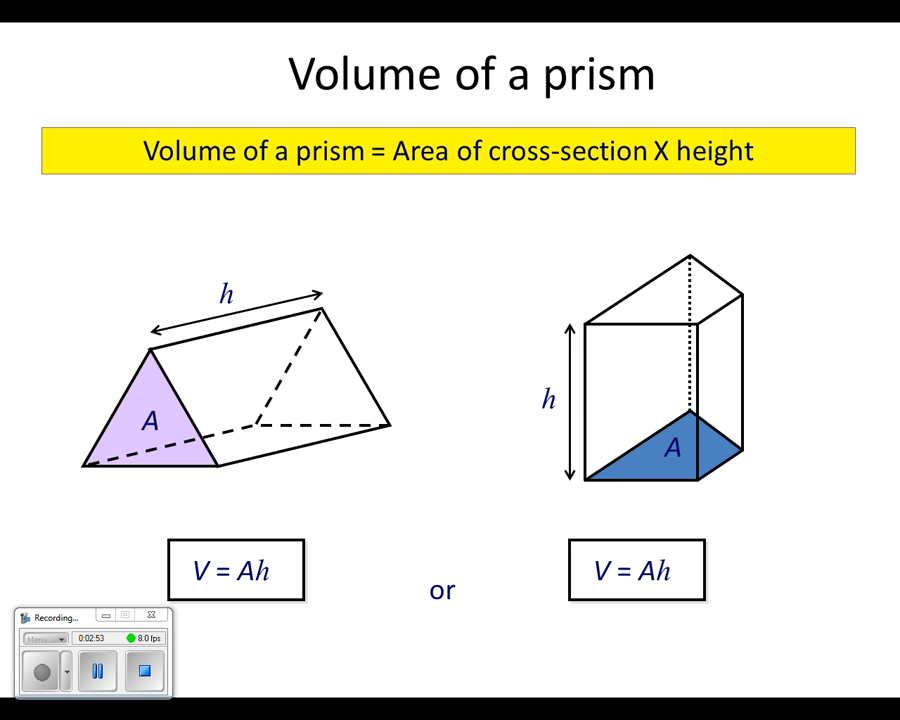 Volume of a prism
Volume of a prism = Area of cross-section X height
h
A
h
A
V = Ah
or
V = Ah
Recording...
Menu
0:02:53
8.0 fps